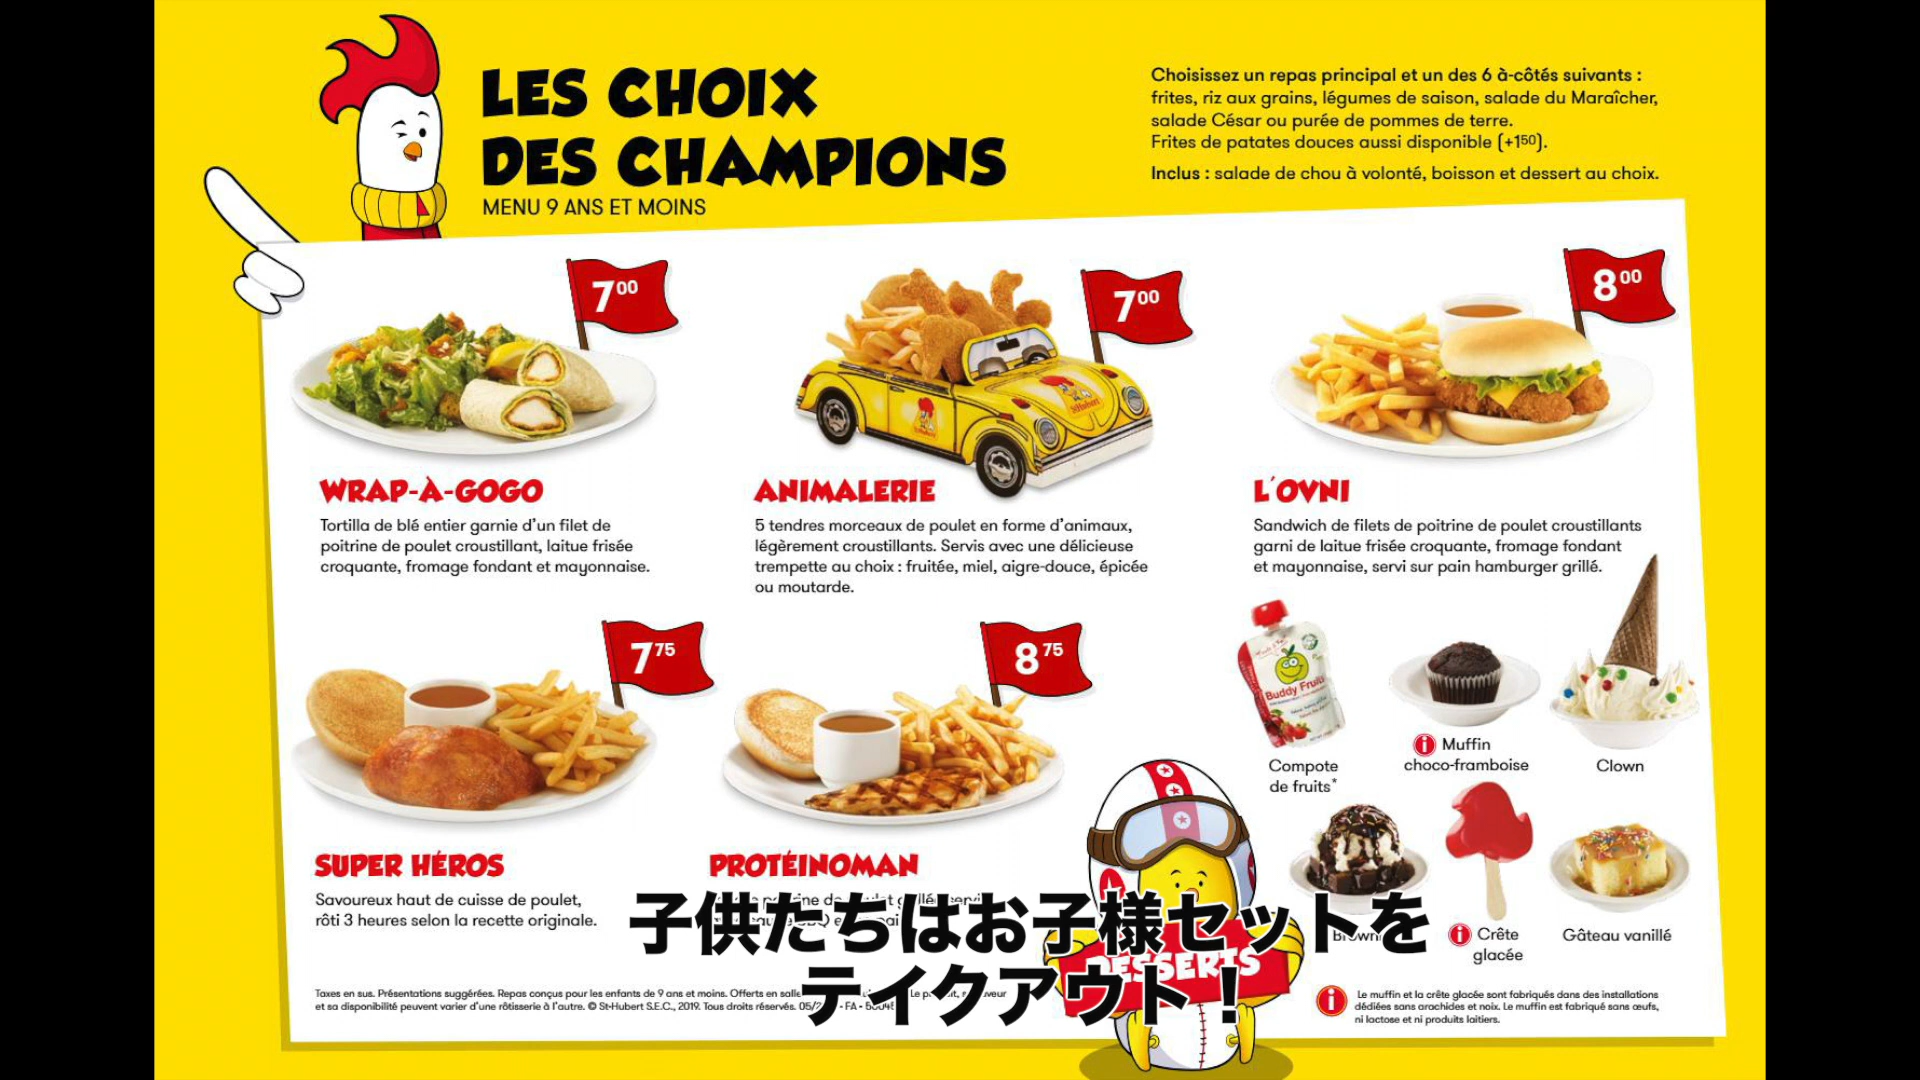 LES CHOIX
DES CHAMPIONS
MENU 9 ANS ET MOINS
Choisissez un repas principal et un des 6 à-côtés suivants :
frites, riz aux grains, légumes de saison, salade du Maraîcher,
salade César ou purée de pommes de terre.
Frites de patates douces aussi disponible (+1⁵⁰).
Inclus : salade de chou à volonté, boisson et dessert au choix.
7⁰⁰
WRAP-À-GOGO
Tortilla de blé entier garnie d'un filet de
poitrine de poulet croustillant, laitue frisée
croquante, fromage fondant et mayonnaise.
7⁰⁰
St-Hubert
ANIMALERIE
5 tendres morceaux de poulet en forme d'animaux,
légèrement croustillants. Servis avec une délicieuse
trempette au choix : fruitée, miel, aigre-douce, épicée
ou moutarde.
8⁰⁰
L'OVNI
Sandwich de filets de poitrine de poulet croustillants
garni de laitue frisée croquante, fromage fondant
et mayonnaise, servi sur pain hamburger grillé.
7⁷⁵
SUPER HÉROS
Savoureux haut de cuisse de poulet,
rôti 3 heures selon la recette originale.
8⁷⁵
PROTÉINOMAN
Buddy Fruits
Compote
de fruits*
Muffin
choco-framboise
Clown
Crête
glacée
Gâteau vanillé
DESSERTS
子供たちはお子様セットを
テイクアウト！
Taxes en sus. Présentations suggérées. Repas conçus pour les enfants de 9 ans et moins. Offerts en salle
et sa disponibilité peuvent varier d'une rôtisserie à l'autre. © St-Hubert S.E.C., 2019. Tous droits réservés.
Le muffin et la crête glacée sont fabriqués dans des installations
dédiées sans arachides et noix. Le muffin est fabriqué sans œufs,
ni lactose et ni produits laitiers.